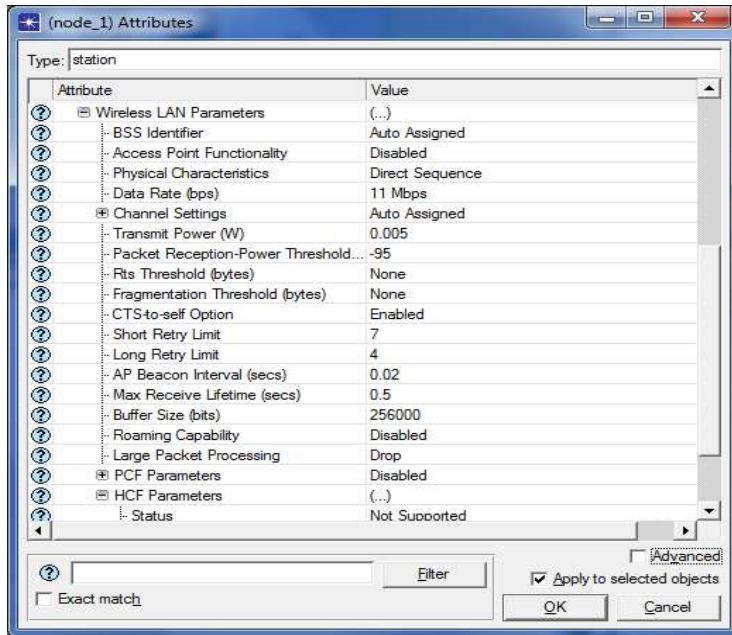 (node_1) Attributes
Type: station
Attribute Value
Wireless LAN Parameters (...)
BSS Identifier Auto Assigned
Access Point Functionality Disabled
Physical Characteristics Direct Sequence
Data Rate (bps) 11 Mbps
Channel Settings Auto Assigned
Transmit Power (W) 0.005
Packet Reception-Power Threshold... -95
Rts Threshold (bytes) None
Fragmentation Threshold (bytes) None
CTS-to-self Option Enabled
Short Retry Limit 7
Long Retry Limit 4
AP Beacon Interval (secs) 0.02
Max Receive Lifetime (secs) 0.5
Buffer Size (bits) 256000
Roaming Capability Disabled
Large Packet Processing Drop
PCF Parameters Disabled
HCF Parameters (...)
Status Not Supported
Advanced
Filter
Apply to selected objects
Exact match
OK Cancel